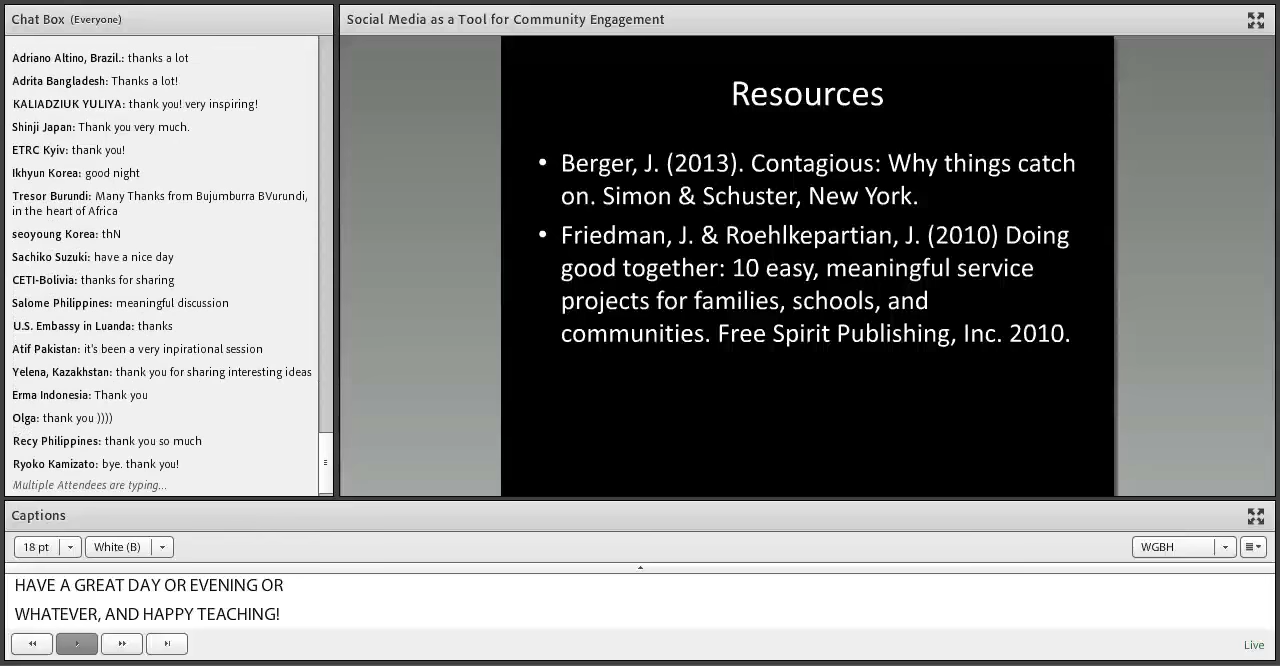 Chat Box (Everyone)
Adriano Altino, Brazil.: thanks a lot
Adrita Bangladesh: Thanks a lot!
KALIADZIUK YULIYA: thank you! very inspiring!
Shinji Japan: Thank you very much.
ETRC Kyiv: thank you!
Ikhyun Korea: good night
Tresor Burundi: Many Thanks from Bujumburra BVurundi,
in the heart of Africa
seoyoung Korea: thN
Sachiko Suzuki: have a nice day
CETI-Bolivia: thanks for sharing
Salome Philippines: meaningful discussion
U.S. Embassy in Luanda: thanks
Atif Pakistan: it's been a very inpirational session
Yelena, Kazakhstan: thank you for sharing interesting ideas
Erma Indonesia: Thank you
Olga: thank you ))))
Recy Philippines: thank you so much
Ryoko Kamizato: bye. thank you!
Multiple Attendees are typing...
Social Media as a Tool for Community Engagement
Resources
• Berger, J. (2013). Contagious: Why things catch
on. Simon & Schuster, New York.
• Friedman, J. & Roehlkepartian, J. (2010) Doing
good together: 10 easy, meaningful service
projects for families, schools, and
communities. Free Spirit Publishing, Inc. 2010.
Captions
18 pt
White (B)
WGBH
HAVE A GREAT DAY OR EVENING OR
WHATEVER, AND HAPPY TEACHING!
Live